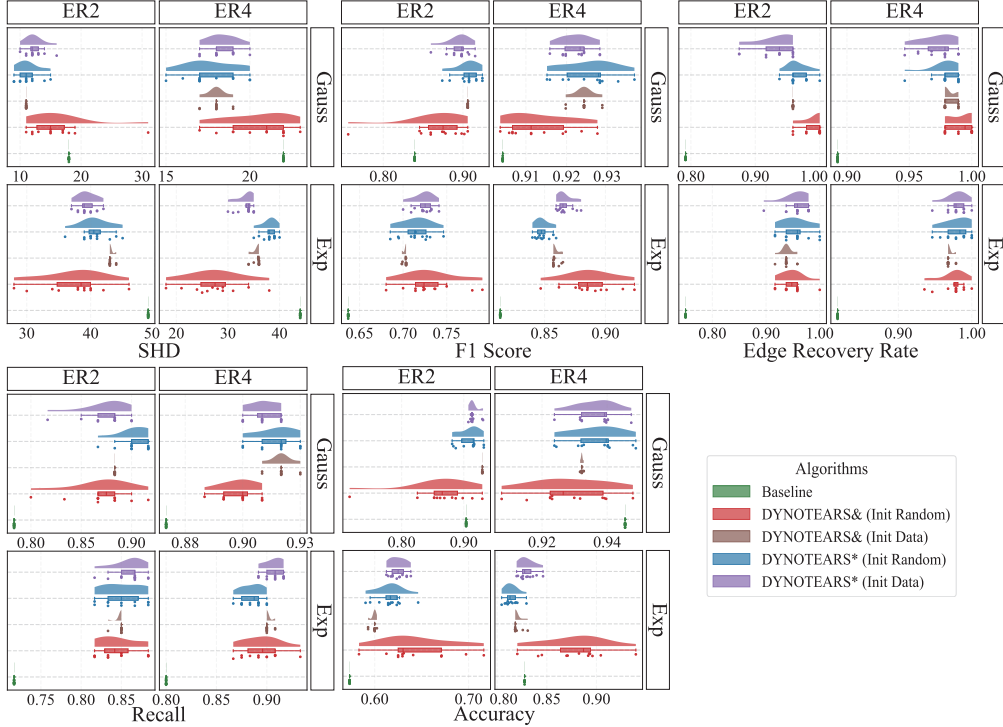 ER2 ER4 ER2 ER4 ER2 ER4
Gauss Gauss Gauss
10 20 30 15 20 0.80 0.90 0.91 0.92 0.93 0.80 0.90 1.00 0.90 0.95 1.00
Exp Exp Exp
30 40 50 20 30 40 0.65 0.70 0.75 0.85 0.90 0.80 0.90 1.00 0.90 1.00
SHD F1 Score Edge Recovery Rate
ER2 ER4 ER2 ER4
Gauss Gauss
0.80 0.85 0.90 0.88 0.90 0.93 0.80 0.90 0.92 0.94
Exp Exp
0.75 0.85 0.90 0.60 0.70 0.80 0.85 0.90
Recall Accuracy
Algorithms
Baseline
DYNOTEARS& (Init Random)
DYNOTEARS& (Init Data)
DYNOTEARS* (Init Random)
DYNOTEARS* (Init Data)